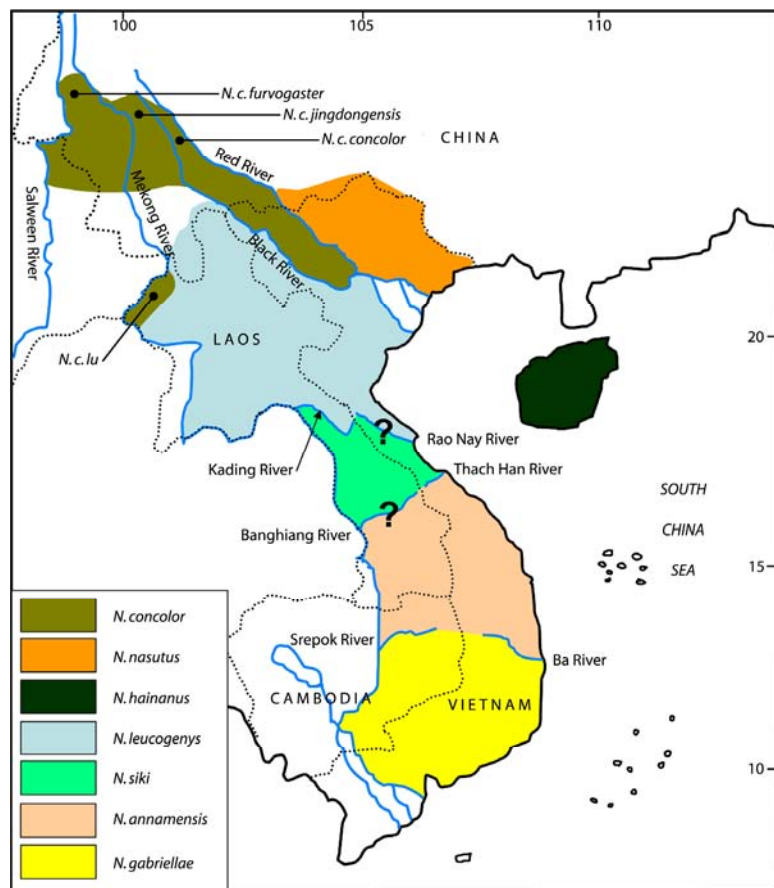 100 105 110
N. c. furvogaster
N. c. jingdongensis
N. c. concolor
CHINA
Red River
Salween River
Mekong River
Black River
LAOS
20
N. c. lu
?
Rao Nay River
Kading River
Thach Han River
SOUTH
CHINA
SEA
?
Banghiang River
15
N. concolor
N. nasutus
N. hainanus
N. leucogenys
N. siki
N. annamensis
N. gabriellae
Srepok River
Ba River
CAMBODIA
VIETNAM
10